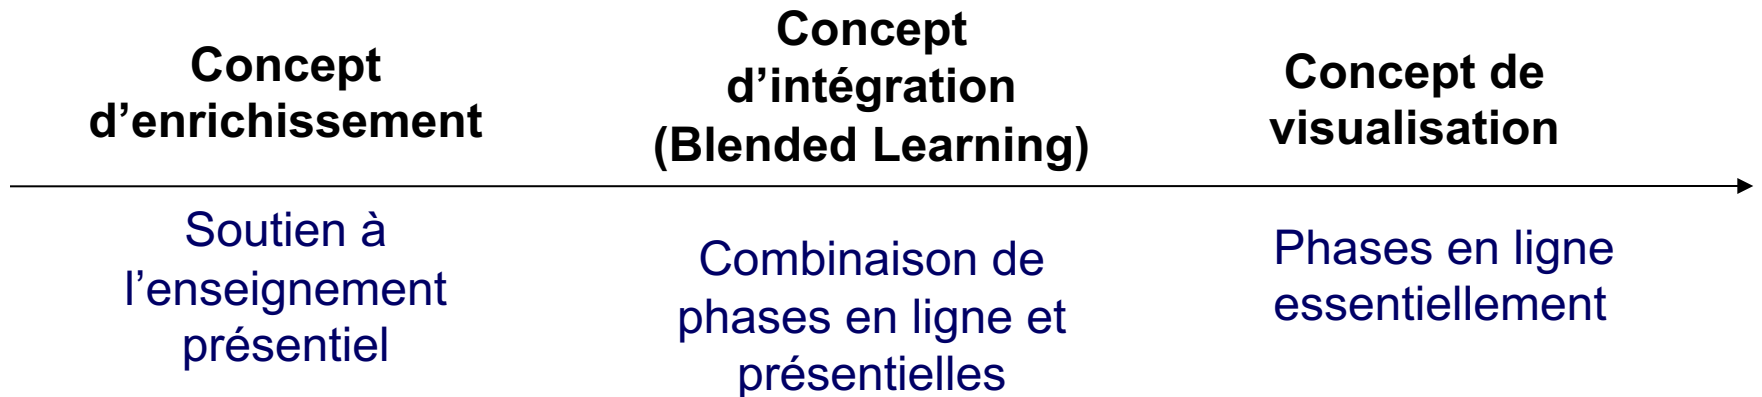 Concept
d’enrichissement
Concept
d’intégration
(Blended Learning)
Concept de
visualisation
Soutien à
l’enseignement
présentiel
Combinaison de
phases en ligne et
présentielles
Phases en ligne
essentiellement